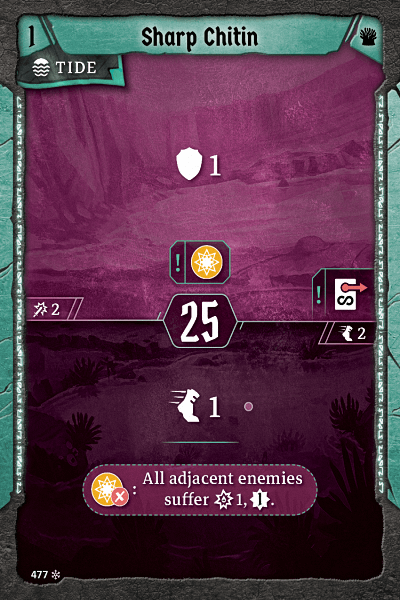 1
Sharp Chitin
TIDE
1
!
!
S
2
25
2
1
: All adjacent enemies
suffer 1, .
477